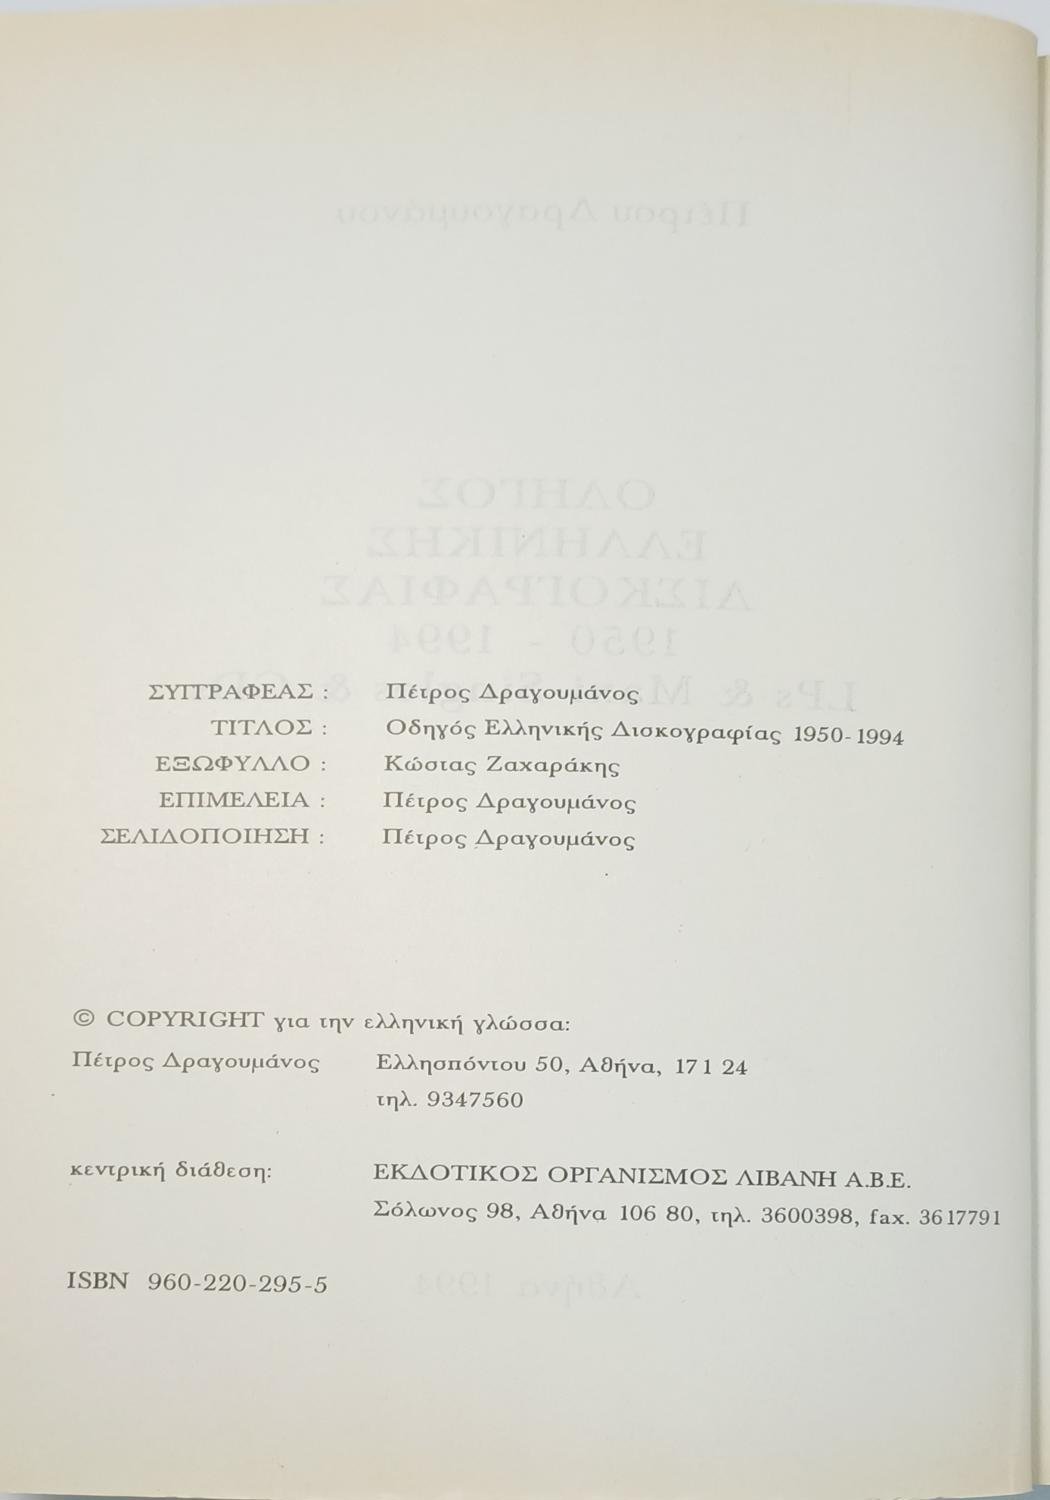 ΣΥΓΓΡΑΦΕΑΣ : Πέτρος Δραγουμάνος
ΤΙΤΛΟΣ : Οδηγός Ελληνικής Δισκογραφίας 1950-1994
ΕΞΩΦΥΛΛΟ : Κώστας Ζαχαράκης
ΕΠΙΜΕΛΕΙΑ : Πέτρος Δραγουμάνος
ΣΕΛΙΔΟΠΟΙΗΣΗ : Πέτρος Δραγουμάνος
© COPYRIGHT για την ελληνική γλώσσα:
Πέτρος Δραγουμάνος Ελλησπόντου 50, Αθήνα, 171 24
τηλ. 9347560
κεντρική διάθεση: ΕΚΔΟΤΙΚΟΣ ΟΡΓΑΝΙΣΜΟΣ ΛΙΒΑΝΗ Α.Β.Ε.
Σόλωνος 98, Αθήνα 106 80, τηλ. 3600398, fax. 3617791
ISBN 960-220-295-5